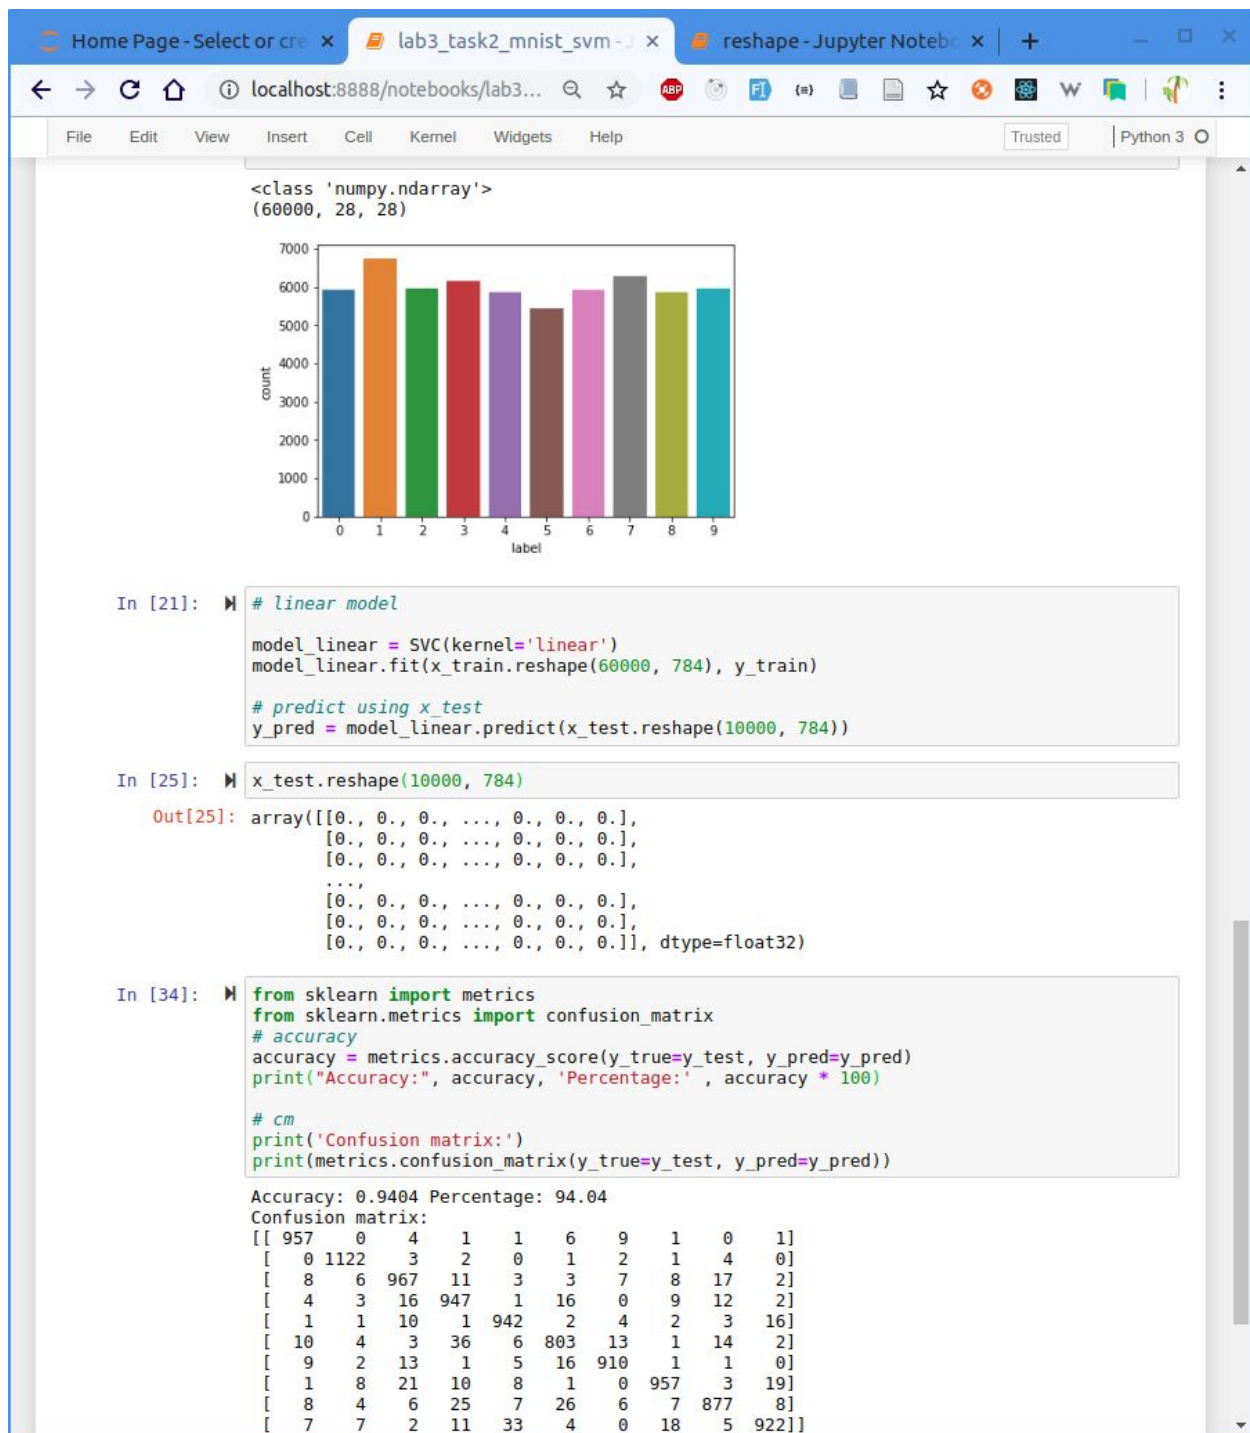 Home Page - Select or cre
lab3_task2_mnist_svm - J
reshape - Jupyter Notebo
localhost:8888/notebooks/lab3...
ABP
File Edit View Insert Cell Kernel Widgets Help Trusted Python 3
<class 'numpy.ndarray'>
(60000, 28, 28)
7000
6000
5000
4000
3000
2000
1000
0
count
0 1 2 3 4 5 6 7 8 9
label
In [21]:
# linear model
model_linear = SVC(kernel='linear')
model_linear.fit(x_train.reshape(60000, 784), y_train)
# predict using x_test
y_pred = model_linear.predict(x_test.reshape(10000, 784))
In [25]: x_test.reshape(10000, 784)
Out[25]: array([[0., 0., 0., ..., 0., 0., 0.],
[0., 0., 0., ..., 0., 0., 0.],
[0., 0., 0., ..., 0., 0., 0.],
...,
[0., 0., 0., ..., 0., 0., 0.],
[0., 0., 0., ..., 0., 0., 0.],
[0., 0., 0., ..., 0., 0., 0.]], dtype=float32)
In [34]: from sklearn import metrics
from sklearn.metrics import confusion_matrix
# accuracy
accuracy = metrics.accuracy_score(y_true=y_test, y_pred=y_pred)
print("Accuracy:", accuracy, 'Percentage:' , accuracy * 100)
# cm
print('Confusion matrix:')
print(metrics.confusion_matrix(y_true=y_test, y_pred=y_pred))
Accuracy: 0.9404 Percentage: 94.04
Confusion matrix:
[[ 957 0 4 1 1 6 9 1 0 1]
[ 0 1122 3 2 0 1 2 1 4 0]
[ 8 6 967 11 3 3 7 8 17 2]
[ 4 3 16 947 1 16 0 9 12 2]
[ 1 1 10 1 942 2 4 2 3 16]
[ 10 4 3 36 6 803 13 1 14 2]
[ 9 2 13 1 5 16 910 1 1 0]
[ 1 8 21 10 8 1 0 957 3 19]
[ 8 4 6 25 7 26 6 7 877 8]
[ 7 7 2 11 33 4 0 18 5 922]]